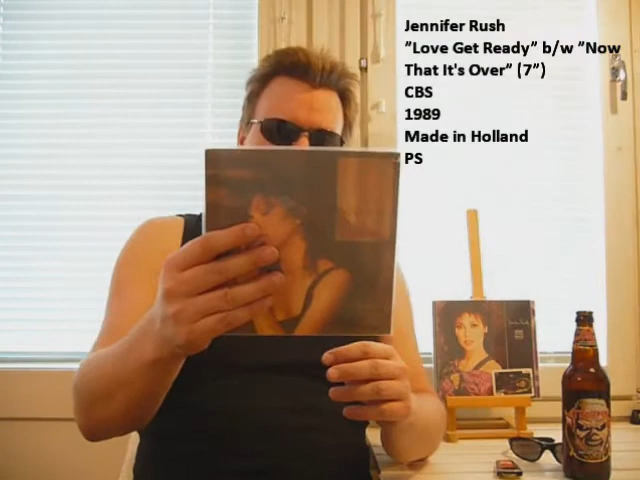 Jennifer Rush
”Love Get Ready” b/w ”Now
That It's Over” (7”)
CBS
1989
Made in Holland
PS